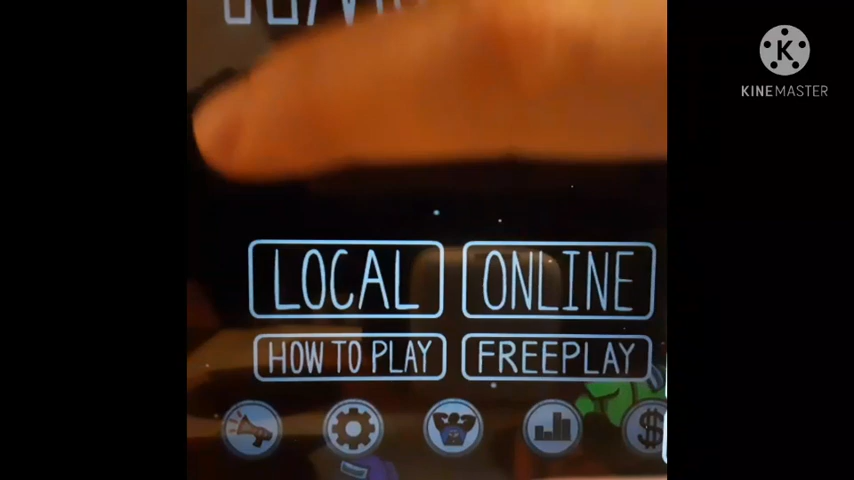 KINEMASTER
LOCAL
ONLINE
HOW TO PLAY
FREEPLAY